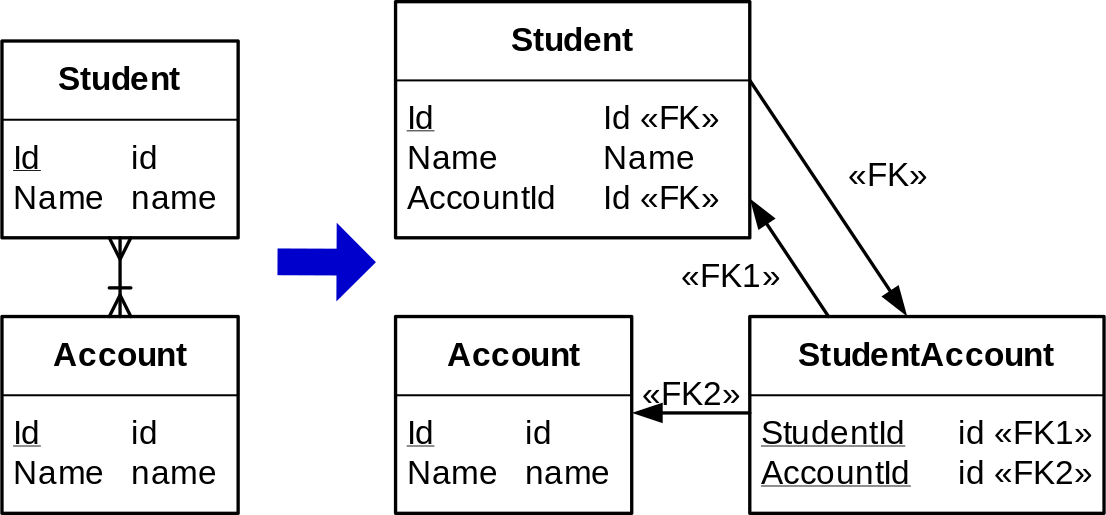 Student
Id id
Name name
Account
Id id
Name name
Student
Id Id «FK»
Name Name
AccountId Id «FK»
«FK»
«FK1»
Account
Id id
Name name
«FK2»
StudentAccount
StudentId id «FK1»
AccountId id «FK2»